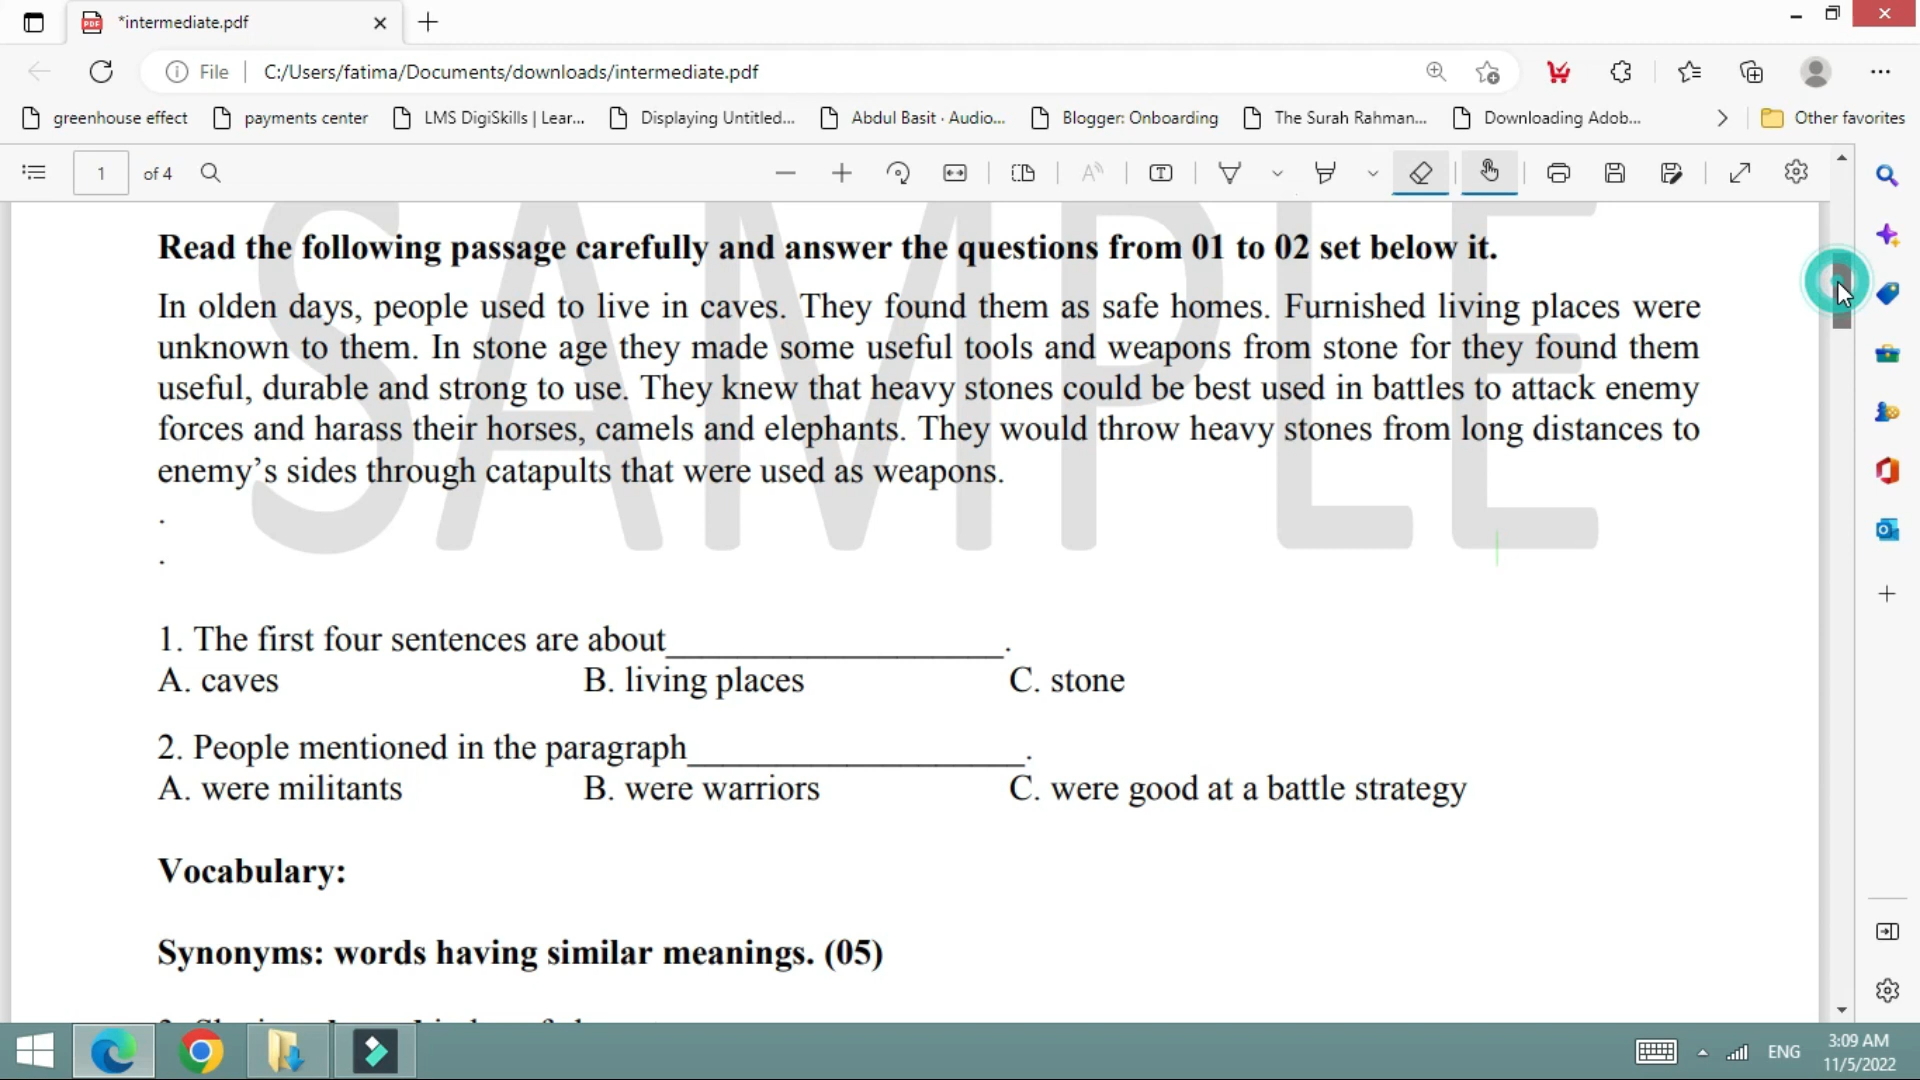 *intermediate.pdf
File
C:/Users/fatima/Documents/downloads/intermediate.pdf
greenhouse effect
payments center
LMS DigiSkills | Lear...
Displaying Untitled...
Abdul Basit · Audio...
Blogger: Onboarding
The Surah Rahman...
Downloading Adob...
Other favorites
1 of 4
SAMPLE
Read the following passage carefully and answer the questions from 01 to 02 set below it.
In olden days, people used to live in caves. They found them as safe homes. Furnished living places were
unknown to them. In stone age they made some useful tools and weapons from stone for they found them
useful, durable and strong to use. They knew that heavy stones could be best used in battles to attack enemy
forces and harass their horses, camels and elephants. They would throw heavy stones from long distances to
enemy’s sides through catapults that were used as weapons.
.
.
1. The first four sentences are about___________________.
A. caves B. living places C. stone
2. People mentioned in the paragraph___________________.
A. were militants B. were warriors C. were good at a battle strategy
Vocabulary:
Synonyms: words having similar meanings. (05)
ENG
3:09 AM
11/5/2022